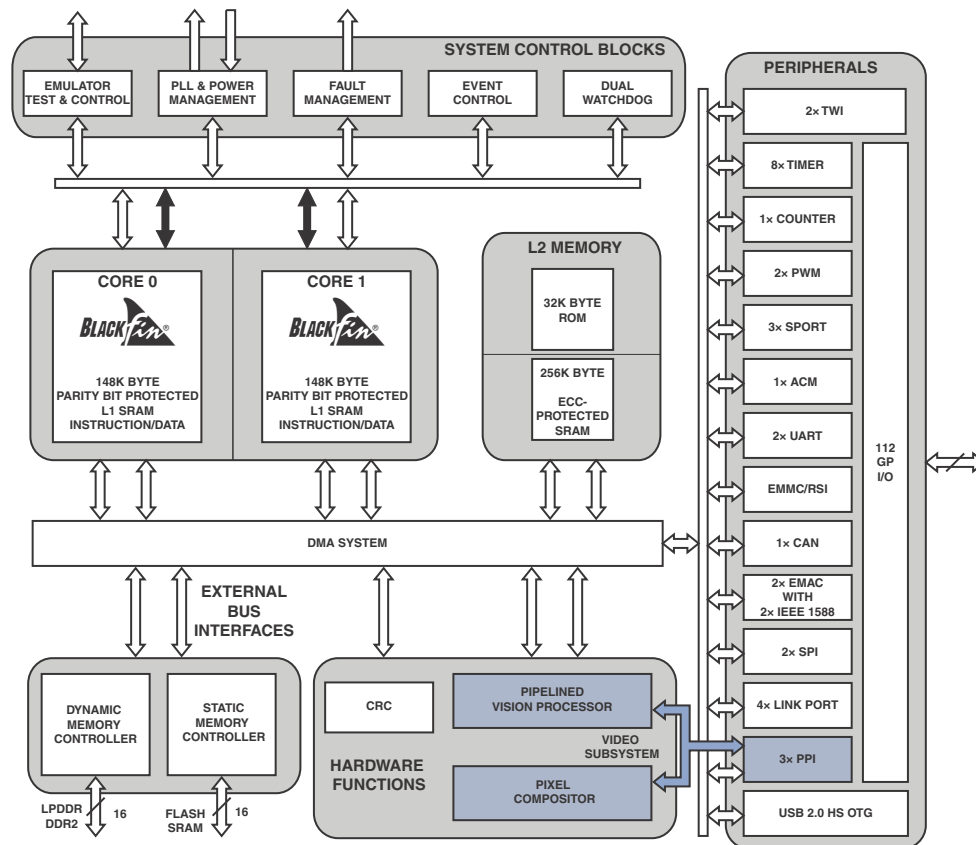 SYSTEM CONTROL BLOCKS
EMULATOR
TEST & CONTROL
PLL & POWER
MANAGEMENT
FAULT
MANAGEMENT
EVENT
CONTROL
DUAL
WATCHDOG
CORE 0
BLACKfin®
148K BYTE
PARITY BIT PROTECTED
L1 SRAM
INSTRUCTION/DATA
CORE 1
BLACKfin®
148K BYTE
PARITY BIT PROTECTED
L1 SRAM
INSTRUCTION/DATA
L2 MEMORY
32K BYTE
ROM
256K BYTE
ECC-
PROTECTED
SRAM
DMA SYSTEM
EXTERNAL
BUS
INTERFACES
DYNAMIC
MEMORY
CONTROLLER
STATIC
MEMORY
CONTROLLER
LPDDR
DDR2
16
FLASH
SRAM
16
CRC
HARDWARE
FUNCTIONS
PIPELINED
VISION PROCESSOR
VIDEO
SUBSYSTEM
PIXEL
COMPOSITOR
PERIPHERALS
2× TWI
8× TIMER
1× COUNTER
2× PWM
3× SPORT
1× ACM
2× UART
EMMC/RSI
1× CAN
2× EMAC
WITH
2× IEEE 1588
2× SPI
4× LINK PORT
3× PPI
USB 2.0 HS OTG
112
GP
I/O